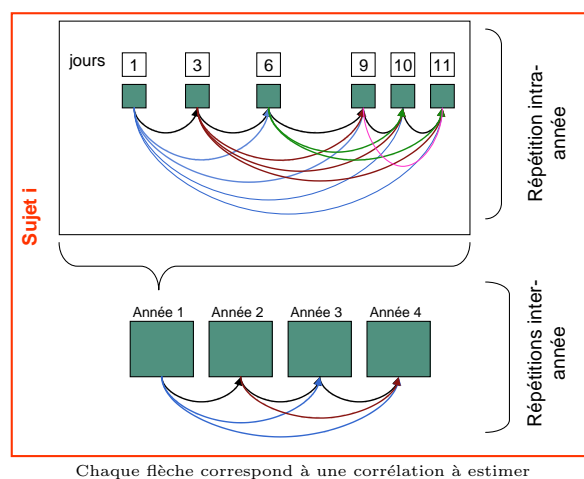 jours 1 3 6 9 10 11
Répétition intra-
année
Sujet i
Année 1 Année 2 Année 3 Année 4
Répétitions inter-
année
Chaque flèche correspond à une corrélation à estimer